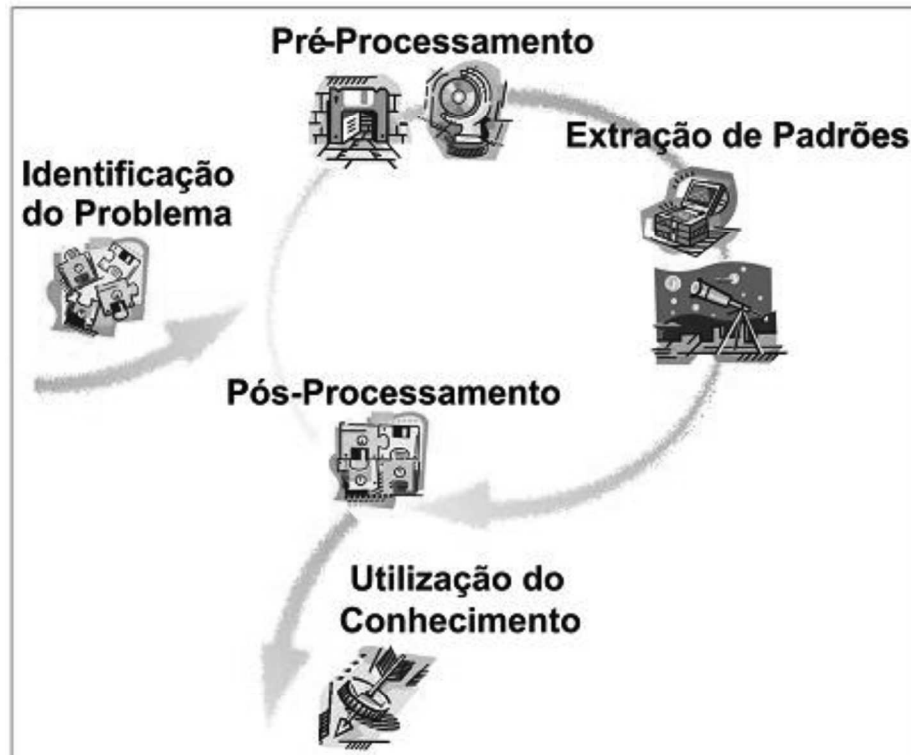 Pré-Processamento
Extração de Padrões
Identificação
do Problema
Pós-Processamento
Utilização do
Conhecimento